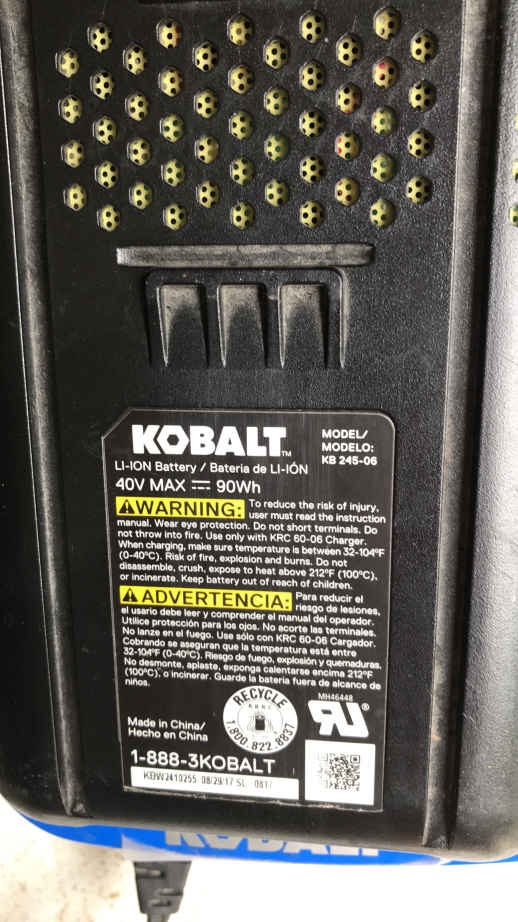 KOBALT™
MODEL/
MODELO:
KB 245-06
LI-ION Battery / Bateria de LI-IÓN
40V MAX ⎓ 90Wh
WARNING: To reduce the risk of injury,
user must read the instruction
manual. Wear eye protection. Do not short terminals. Do
not throw into fire. Use only with KRC 60-06 Charger.
When charging, make sure temperature is between 32-104°F
(0-40°C). Risk of fire, explosion and burns. Do not
disassemble, crush, expose to heat above 212°F (100°C),
or incinerate. Keep battery out of reach of children.
ADVERTENCIA: Para reducir el
riesgo de lesiones,
el usario debe leer y comprender el manual del operador.
Utilice protección para los ojos. No acorte las terminales.
No lanze en el fuego. Use sólo con KRC 60-06 Cargador.
Cobrando se aseguran que la temperatura está entre
32-104°F (0-40°C). Riesgo de fuego, explosión y quemaduras.
No desmonte, aplaste, exponga calentarse encima 212°F
(100°C), o incinerar. Guarde la bateria fuera de alcance de
niños.
RECYCLE
RBRC
1.800.822.8837
MH46448
RU®
Made in China/
Hecho en China
1-888-3KOBALT
KBW2410255 08/29/17 SL 0817
KOBALT